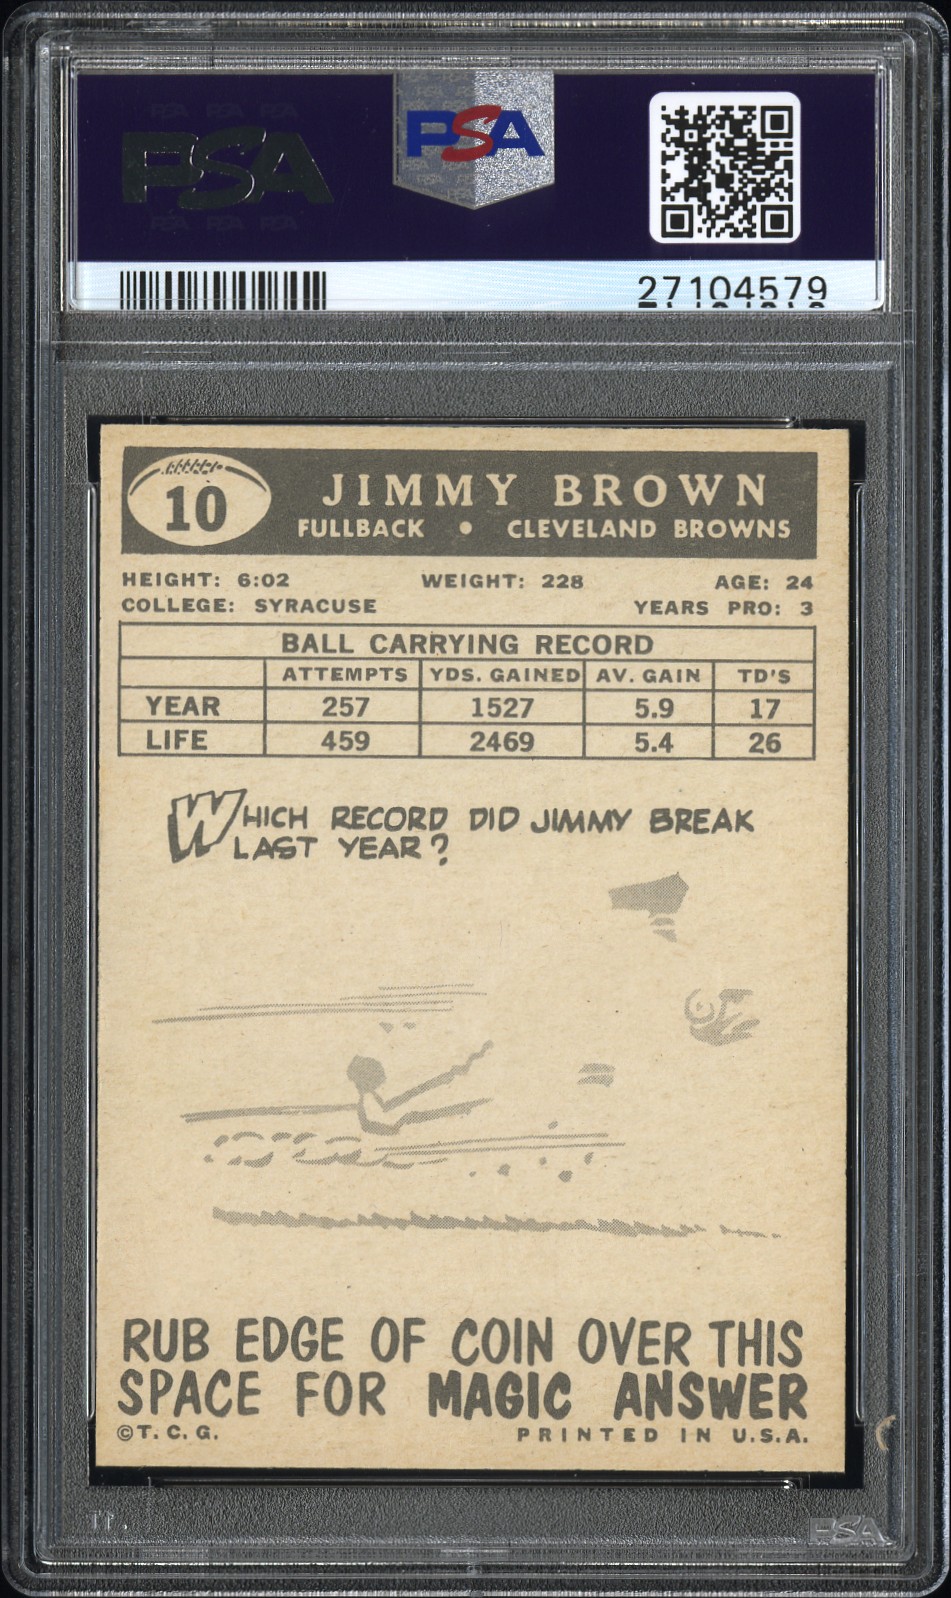 PSA
PSA
27104579
10
JIMMY BROWN
FULLBACK • CLEVELAND BROWNS
HEIGHT: 6:02 WEIGHT: 228 AGE: 24
COLLEGE: SYRACUSE YEARS PRO: 3
BALL CARRYING RECORD
ATTEMPTS YDS. GAINED AV. GAIN TD'S
YEAR 257 1527 5.9 17
LIFE 459 2469 5.4 26
WHICH RECORD DID JIMMY BREAK
LAST YEAR?
RUB EDGE OF COIN OVER THIS
SPACE FOR MAGIC ANSWER
©T. C. G. PRINTED IN U.S.A.
PSA